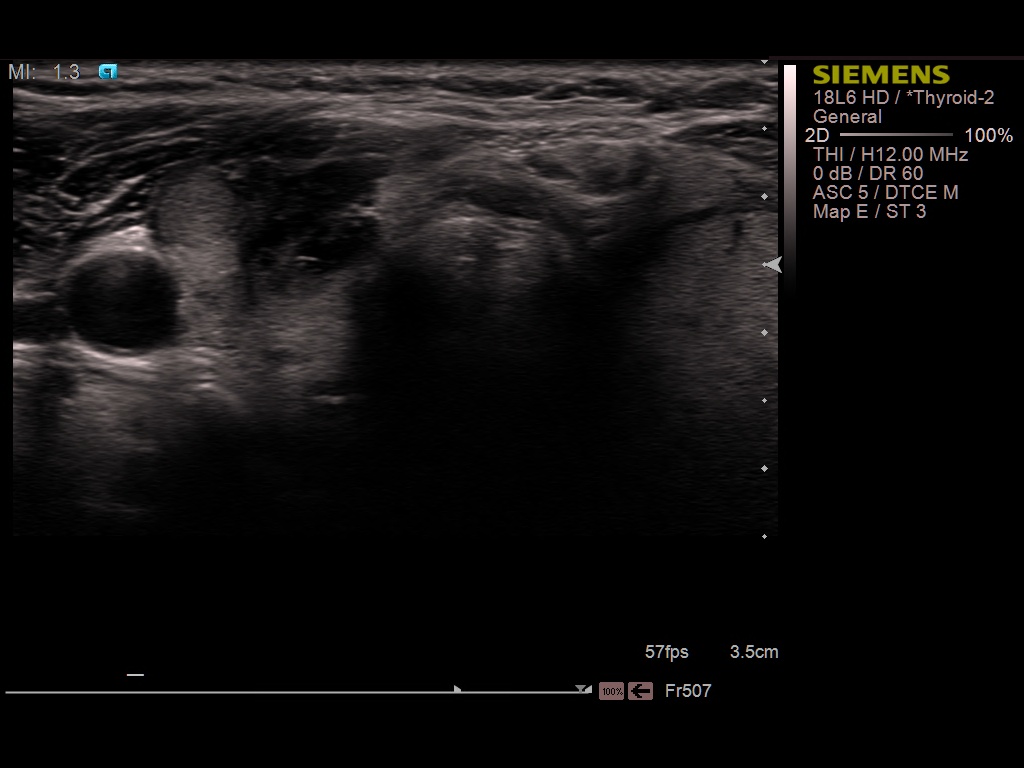 MI: 1.3
SIEMENS
18L6 HD / *Thyroid-2
General
2D 100%
THI / H12.00 MHz
0 dB / DR 60
ASC 5 / DTCE M
Map E / ST 3
57fps 3.5cm
100% Fr507